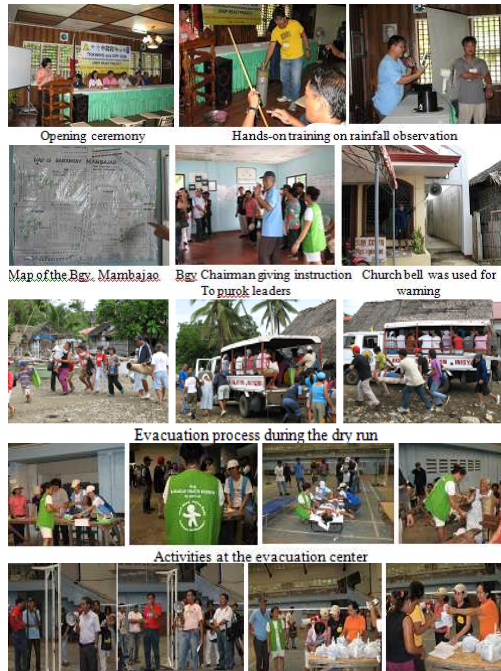 Opening ceremony
Hands-on training on rainfall observation
Map of the Bgy. Mambajao
Bgy Chairman giving instruction
To purok leaders
Church bell was used for
warning
Evacuation process during the dry run
Activities at the evacuation center